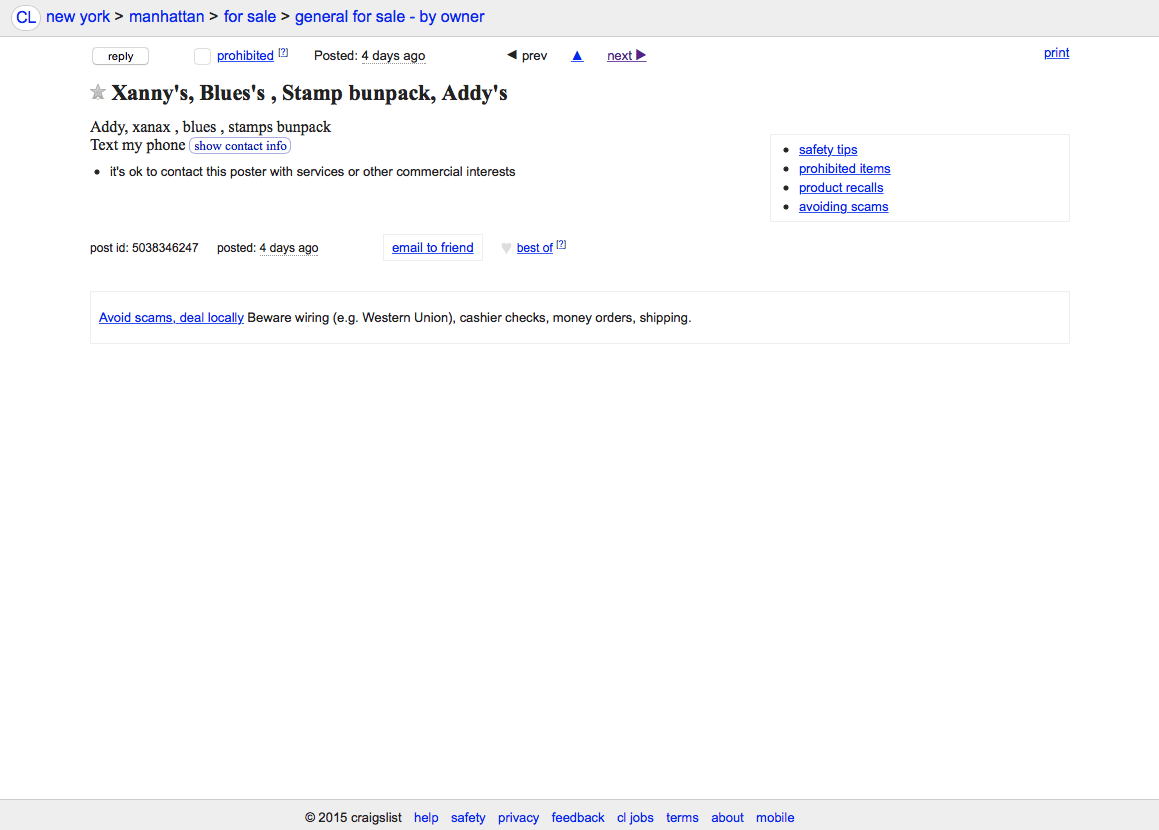 CL new york > manhattan > for sale > general for sale - by owner
reply prohibited [?] Posted: 4 days ago ◀ prev ▲ next ▶ print
Xanny's, Blues's , Stamp bunpack, Addy's
Addy, xanax , blues , stamps bunpack
Text my phone show contact info
• it's ok to contact this poster with services or other commercial interests
• safety tips
• prohibited items
• product recalls
• avoiding scams
post id: 5038346247 posted: 4 days ago email to friend ♥ best of [?]
Avoid scams, deal locally Beware wiring (e.g. Western Union), cashier checks, money orders, shipping.
© 2015 craigslist help safety privacy feedback cl jobs terms about mobile